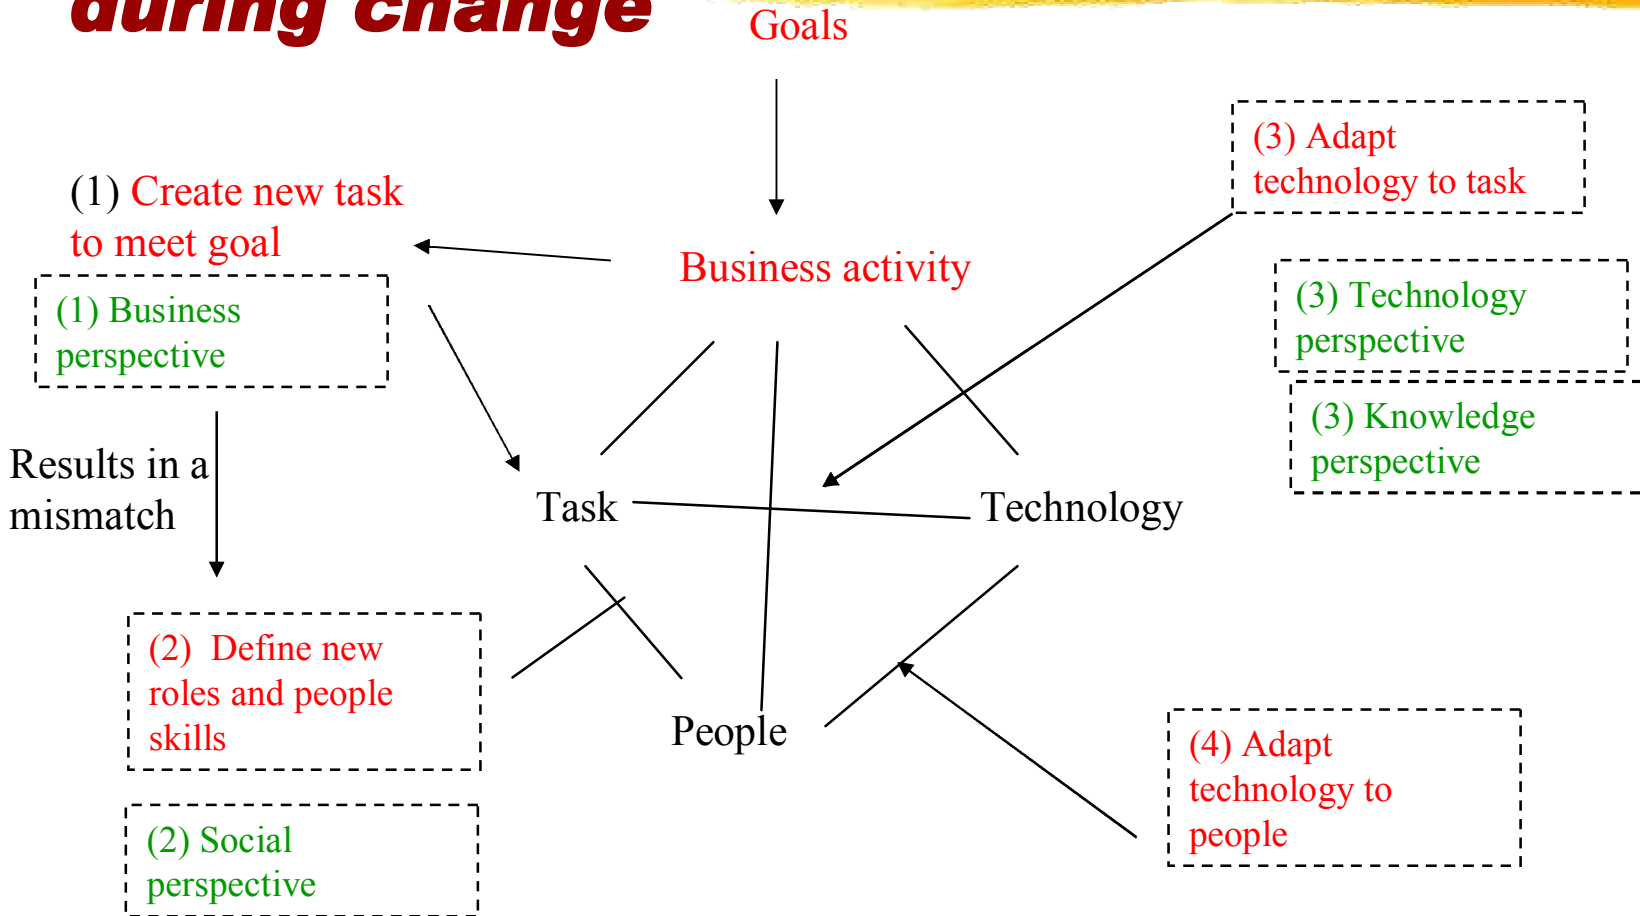 during change
Goals
(3) Adapt
technology to task
(1) Create new task
to meet goal
Business activity
(1) Business
perspective
(3) Technology
perspective
(3) Knowledge
perspective
Results in a
mismatch
Task
Technology
(2) Define new
roles and people
skills
People
(4) Adapt
technology to
people
(2) Social
perspective